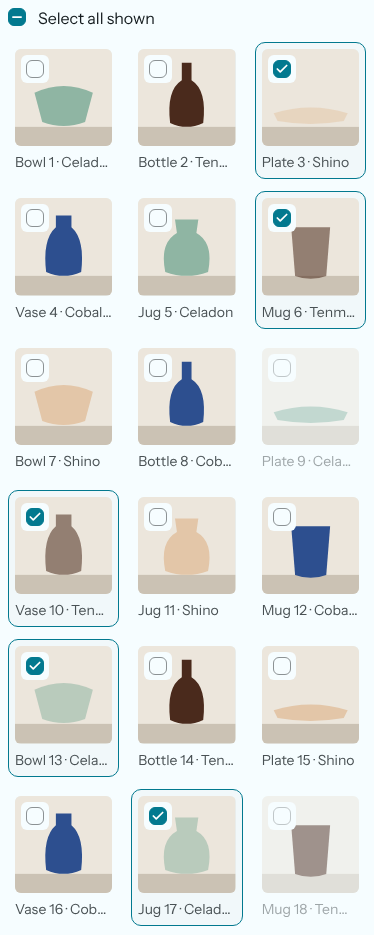 Select all shown
Bowl 1 · Celad...
Bottle 2 · Ten...
Plate 3 · Shino
Vase 4 · Cobal...
Jug 5 · Celadon
Mug 6 · Tenm...
Bowl 7 · Shino
Bottle 8 · Cob...
Plate 9 · Cela...
Vase 10 · Ten...
Jug 11 · Shino
Mug 12 · Coba...
Bowl 13 · Cela...
Bottle 14 · Ten...
Plate 15 · Shino
Vase 16 · Cob...
Jug 17 · Celad...
Mug 18 · Ten...